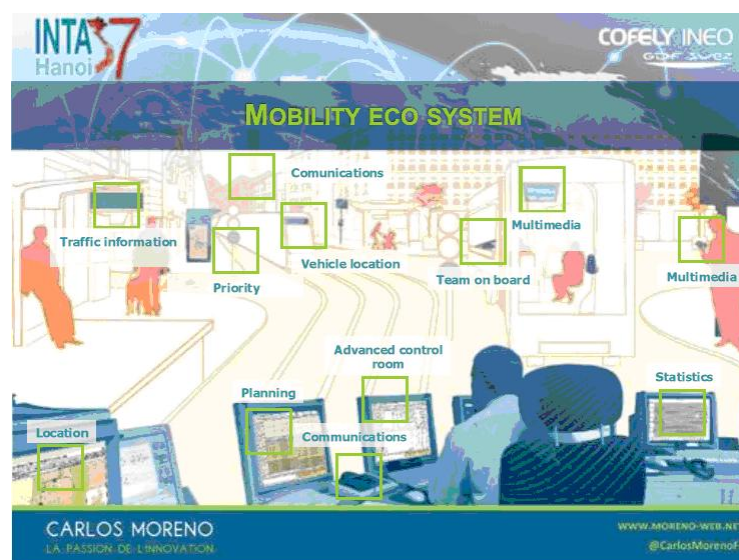 INTA37
Hanoi
COFELY INEO
GDF SUEZ
MOBILITY ECO SYSTEM
Comunications
Traffic information
Multimedia
Priority
Vehicle location
Team on board
Multimedia
Advanced control
room
Planning
Statistics
Location
Communications
CARLOS MORENO
LA PASSION DE L'INNOVATION
WWW.MORENO-WEB.NE
@CarlosMorenoF